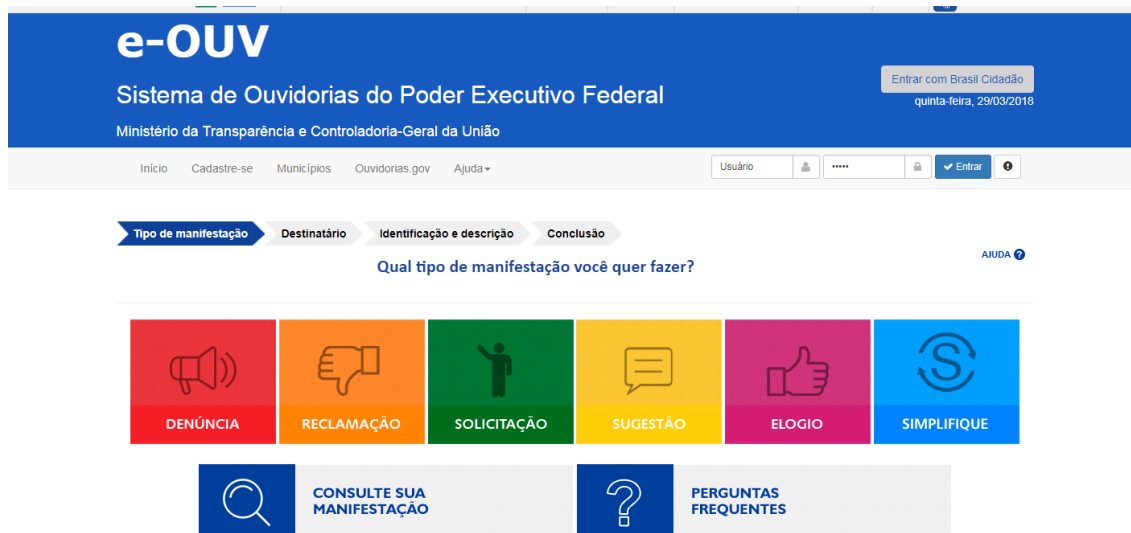 e-OUV
Sistema de Ouvidorias do Poder Executivo Federal
Ministério da Transparência e Controladoria-Geral da União
Entrar com Brasil Cidadão
quinta-feira, 29/03/2018
Início Cadastre-se Municípios Ouvidorias.gov Ajuda
Usuário ••••• Entrar
Tipo de manifestação Destinatário Identificação e descrição Conclusão
Qual tipo de manifestação você quer fazer?
AJUDA ?
DENÚNCIA RECLAMAÇÃO SOLICITAÇÃO SUGESTÃO ELOGIO SIMPLIFIQUE
CONSULTE SUA
MANIFESTAÇÃO
PERGUNTAS
FREQUENTES